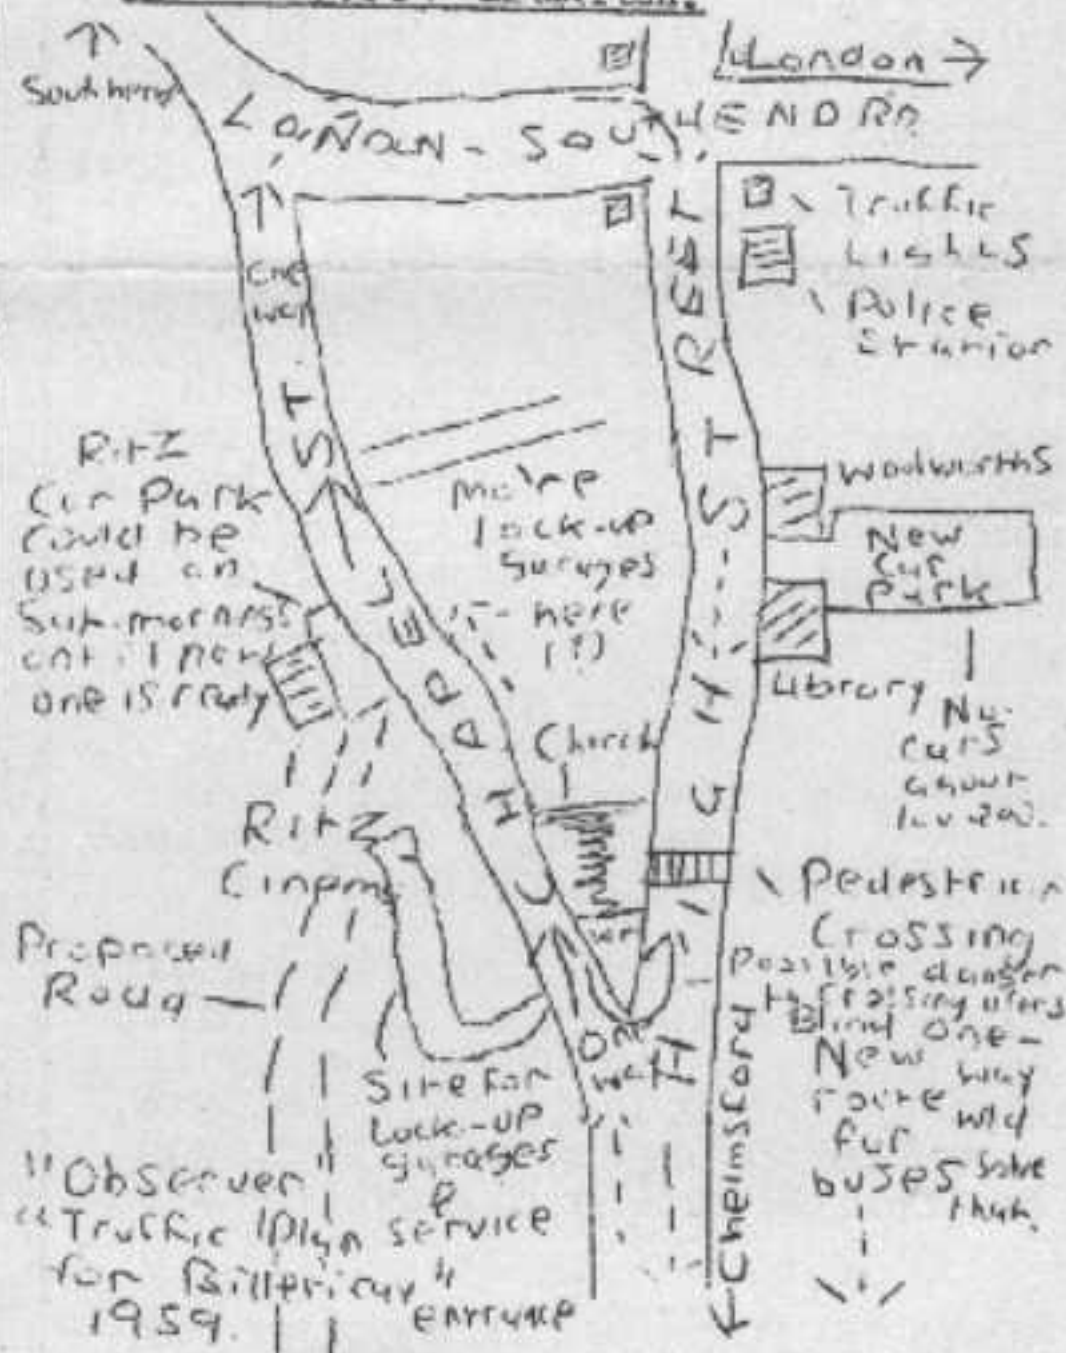 Southend
London →
LONDON - SOUTHEND RD.
Traffic
Lights
Police
Station
One
way
HIGH STREET
CHAPEL ST.
Ritz
Car Park
could be
used on
Sat. mornings
until new
one is ready
More
lock-up
garages
here
(?)
Woolworths
New
Car
Park
Library
No.
cars
about
Church
Ritz
Cinema
Pedestrian
Crossing
Possible danger
Blind One-
New way
route wld
for
buses solve
Proposed
Road
One
way
Site for
Lock-up
garages
&
service
entrance
Chelmsford
"Observer"
"Traffic Plan
for Billericay"
1959.